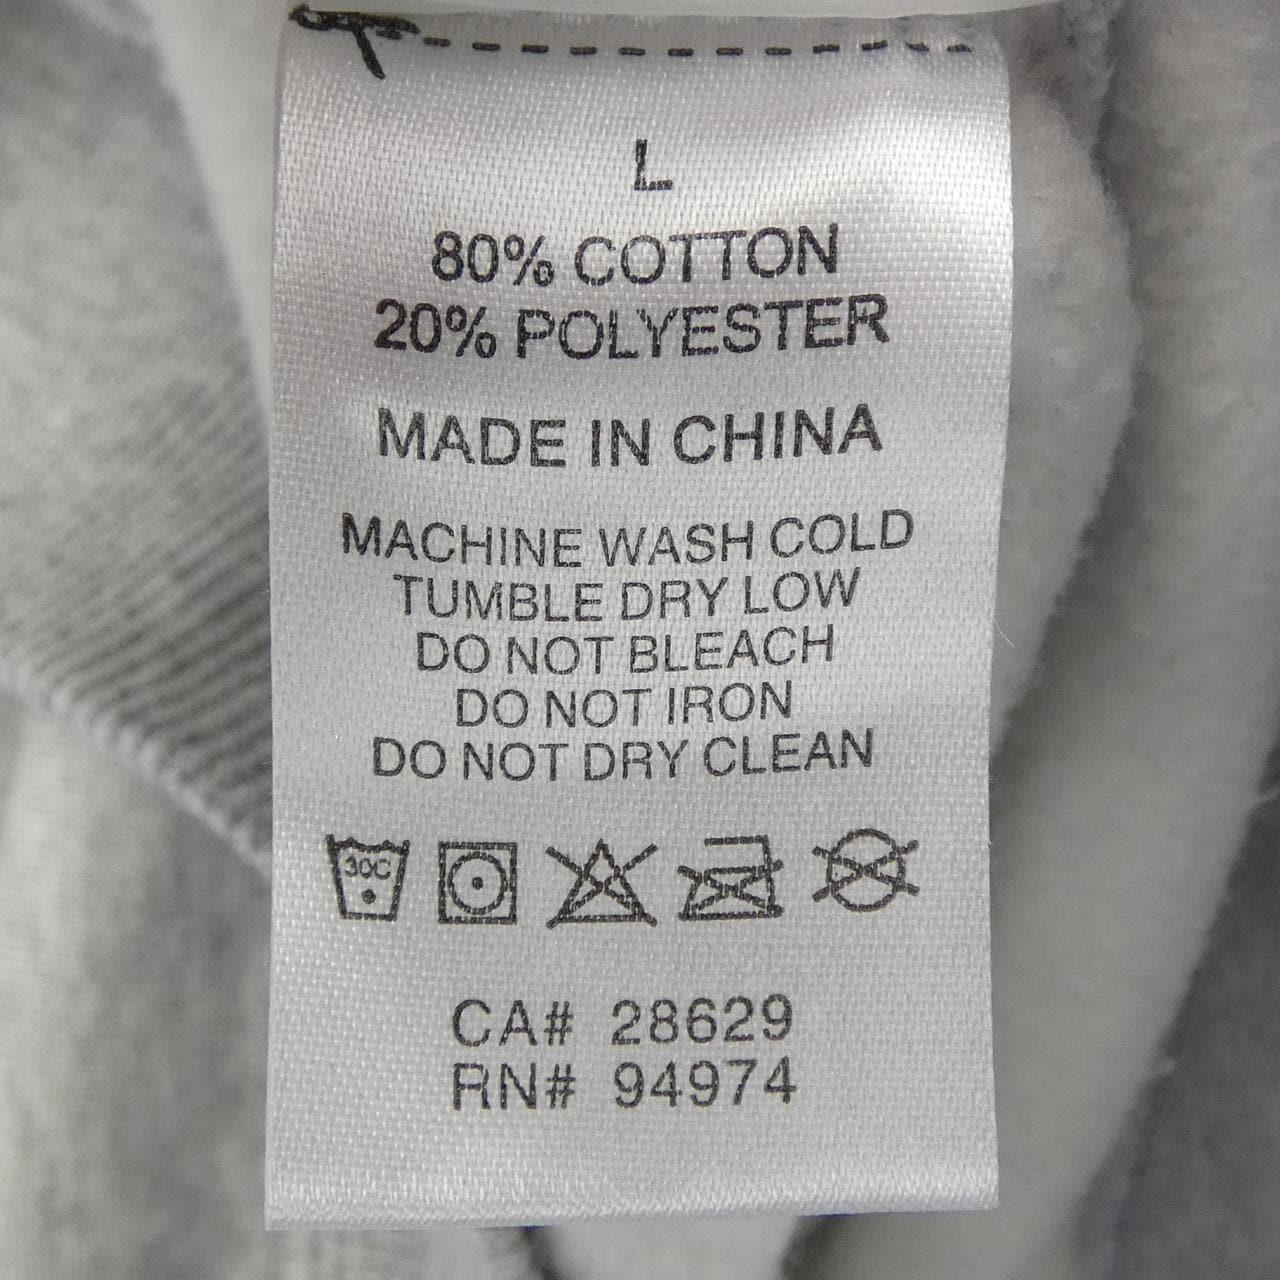 L
80% COTTON
20% POLYESTER
MADE IN CHINA
MACHINE WASH COLD
TUMBLE DRY LOW
DO NOT BLEACH
DO NOT IRON
DO NOT DRY CLEAN
30C
CA# 28629
RN# 94974